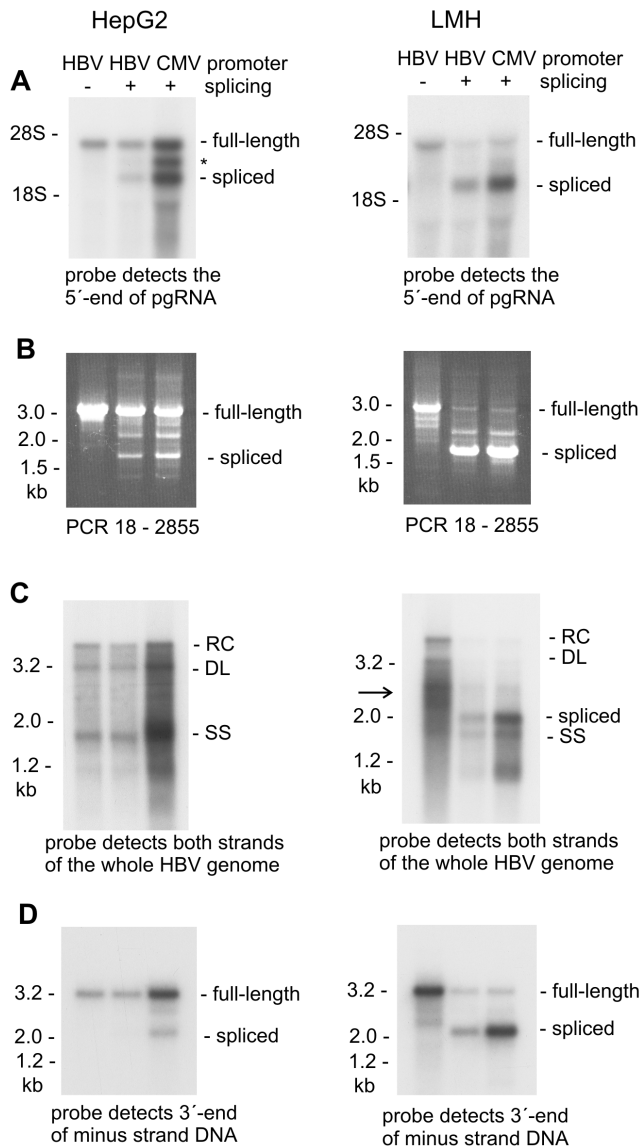 HepG2
LMH
HBV HBV CMV promoter
- + + splicing
HBV HBV CMV promoter
- + + splicing
A
28S -
18S -
- full-length
*
- spliced
28S -
18S -
- full-length
- spliced
probe detects the
5´-end of pgRNA
probe detects the
5´-end of pgRNA
B
3.0 -
2.0 -
1.5 -
kb
- full-length
- spliced
3.0 -
2.0 -
1.5 -
kb
- full-length
- spliced
PCR 18 - 2855
PCR 18 - 2855
C
3.2 -
2.0 -
1.2 -
kb
- RC
- DL
- SS
3.2 -
2.0 -
1.2 -
kb
- RC
- DL
- spliced
- SS
probe detects both strands
of the whole HBV genome
probe detects both strands
of the whole HBV genome
D
3.2 -
2.0 -
1.2 -
kb
- full-length
- spliced
3.2 -
2.0 -
1.2 -
kb
- full-length
- spliced
probe detects 3´-end
of minus strand DNA
probe detects 3´-end
of minus strand DNA